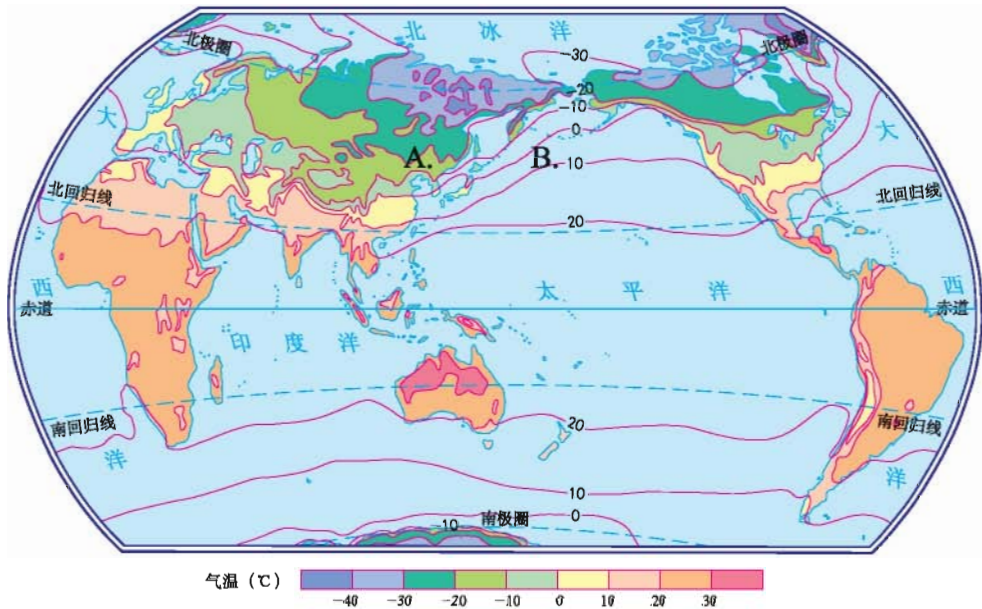 北 冰 洋
北极圈
北极圈
-30
-20
-10
0
大
大
A.
B.
10
北回归线
北回归线
20
西
西
太 平 洋
赤道
赤道
印 度 洋
南回归线
20
南回归线
洋
洋
10
南极圈
0
-10
气温 (℃)
-40 -30 -20 -10 0 10 20 30